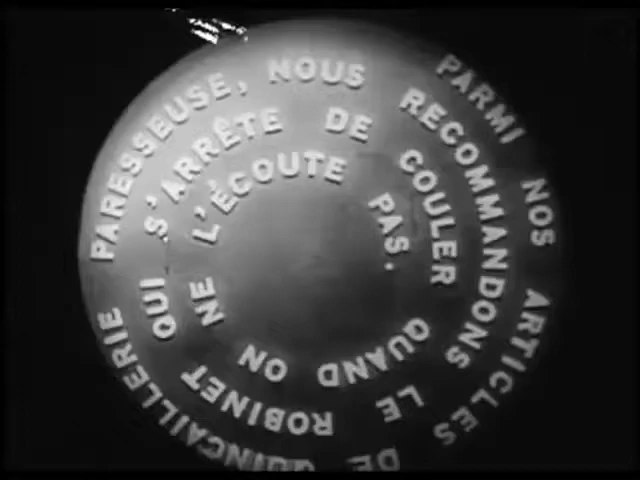 PARMI NOS ARTICLES DE QUINCAILLERIE PARESSEUSE, NOUS RECOMMANDONS LE ROBINET QUI S'ARRÊTE DE COULER QUAND ON NE L'ÉCOUTE PAS.